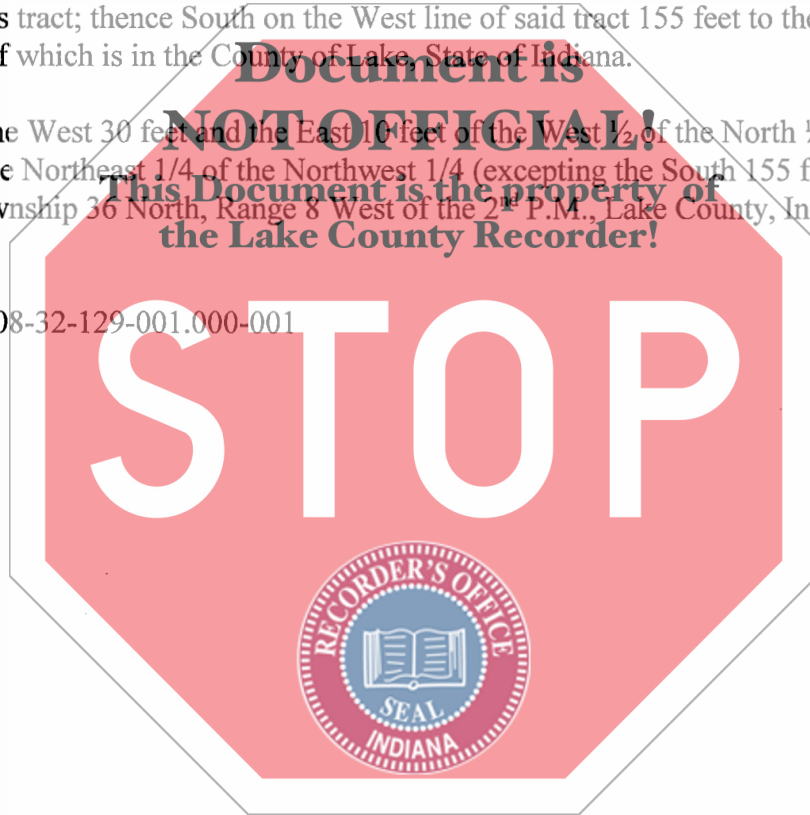 s tract; thence South on the West line of said tract 155 feet to the
f which is in the County of Lake, State of Indiana.
Document is
NOT OFFICIAL!
e West 30 feet and the East 10 feet of the West ½ of the North
e Northeast 1/4 of the Northwest 1/4 (excepting the South 155 f
This Document is the property of
nship 36 North, Range 8 West of the 2nd P.M., Lake County, In
the Lake County Recorder!
08-32-129-001.000-001
STOP
RECORDER'S OFFICE
SEAL
INDIANA